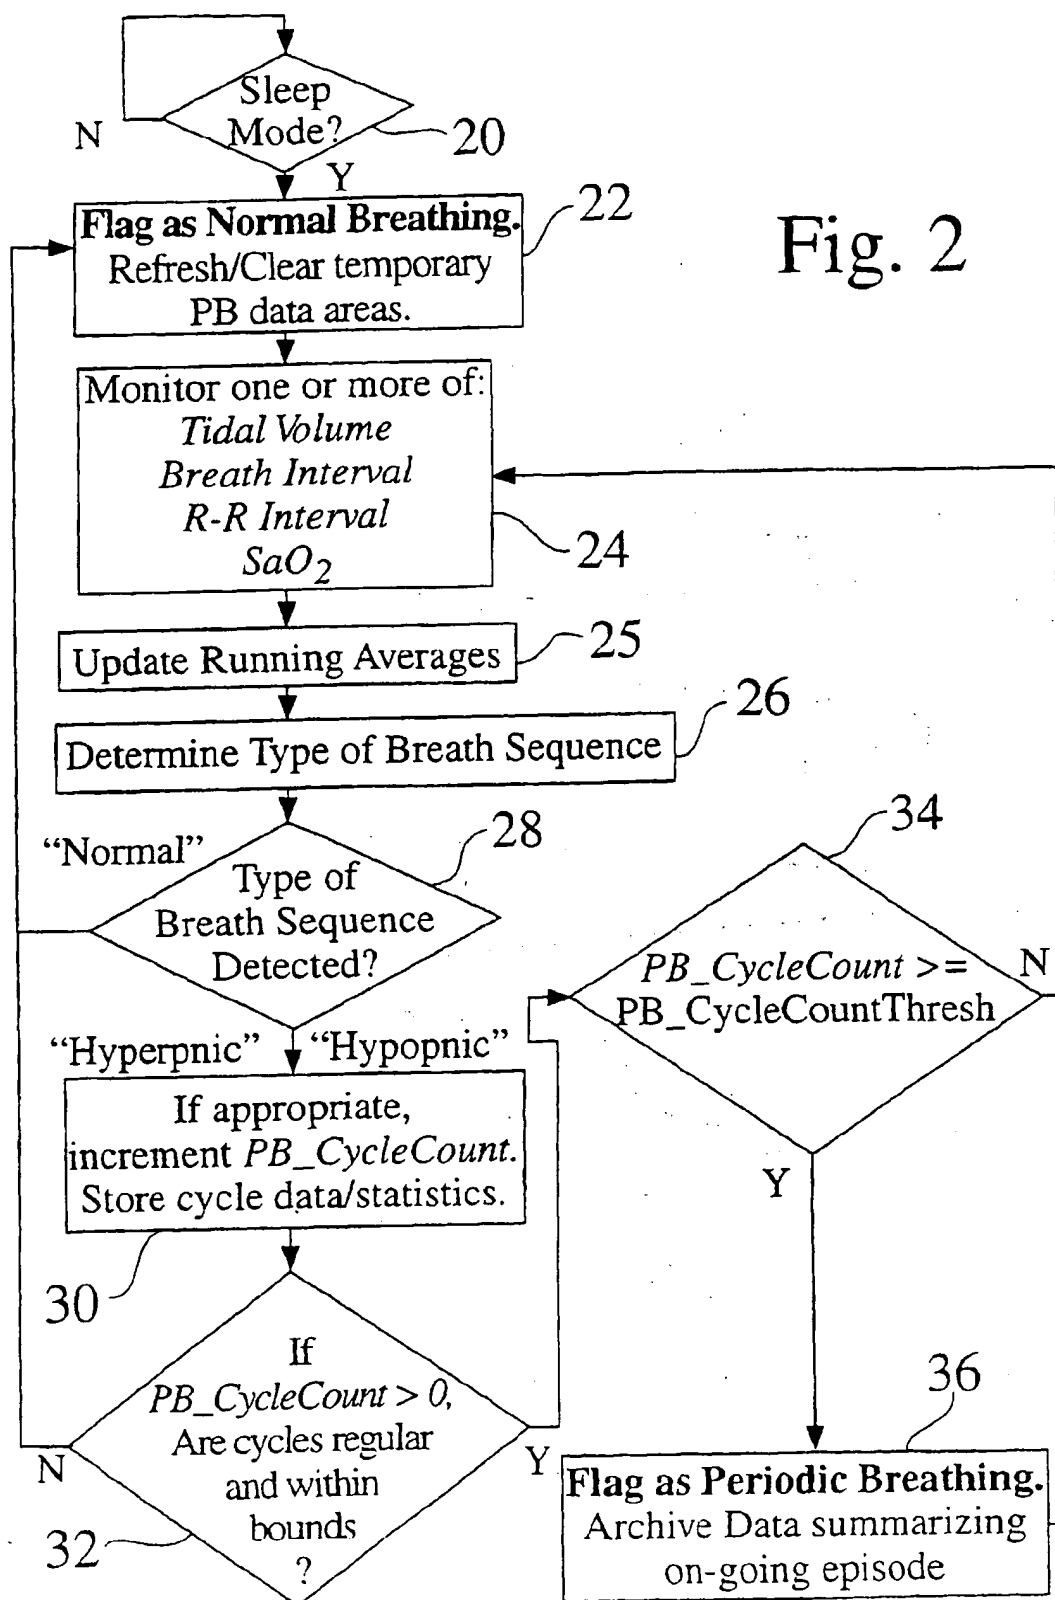 Sleep
Mode?
N
20
Y
Flag as Normal Breathing.
Refresh/Clear temporary
PB data areas.
22
Fig. 2
Monitor one or more of:
Tidal Volume
Breath Interval
R-R Interval
SaO2
24
Update Running Averages
25
Determine Type of Breath Sequence
26
"Normal"
28
Type of
Breath Sequence
Detected?
"Hyperpnic" "Hypopnic"
If appropriate,
increment PB_CycleCount.
Store cycle data/statistics.
30
If
PB_CycleCount > 0,
Are cycles regular
and within
bounds
?
N
Y
32
34
PB_CycleCount >=
PB_CycleCountThresh
N
Y
36
Flag as Periodic Breathing.
Archive Data summarizing
on-going episode